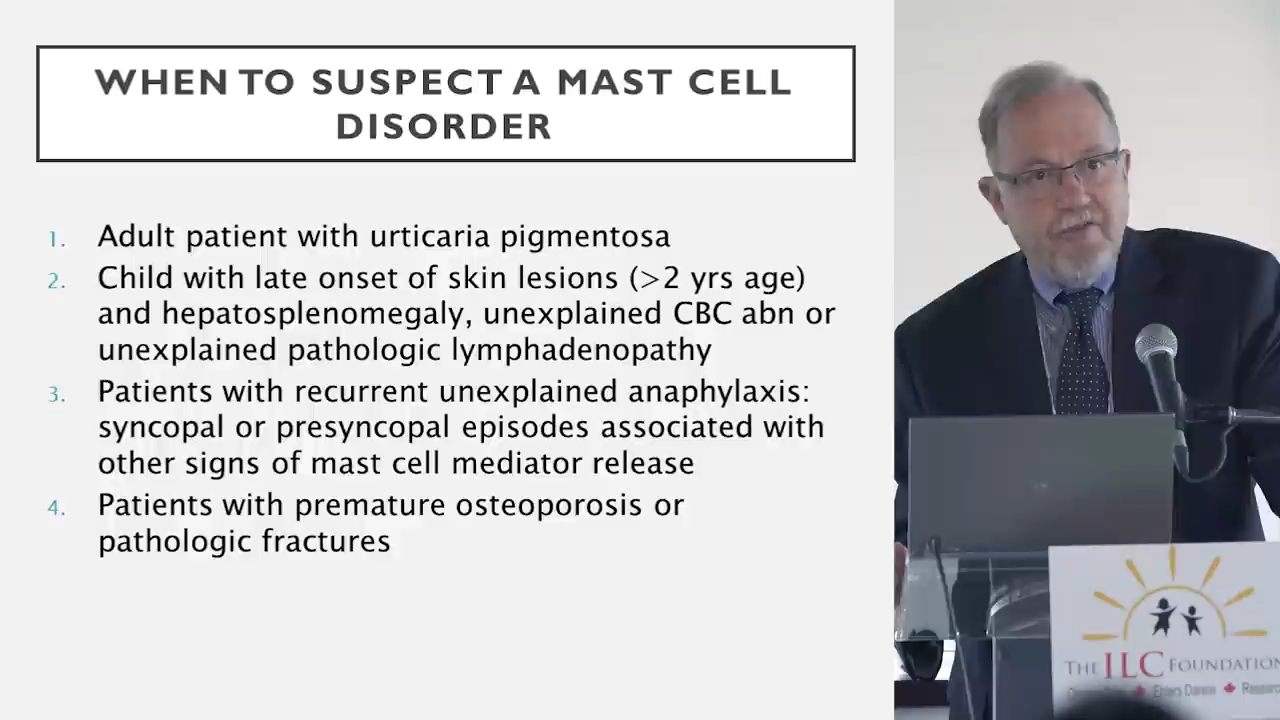 WHEN TO SUSPECT A MAST CELL
DISORDER
1. Adult patient with urticaria pigmentosa
2. Child with late onset of skin lesions (>2 yrs age)
and hepatosplenomegaly, unexplained CBC abn or
unexplained pathologic lymphadenopathy
3. Patients with recurrent unexplained anaphylaxis:
syncopal or presyncopal episodes associated with
other signs of mast cell mediator release
4. Patients with premature osteoporosis or
pathologic fractures
THE ILC FOUNDATION
Ehlers Danlos